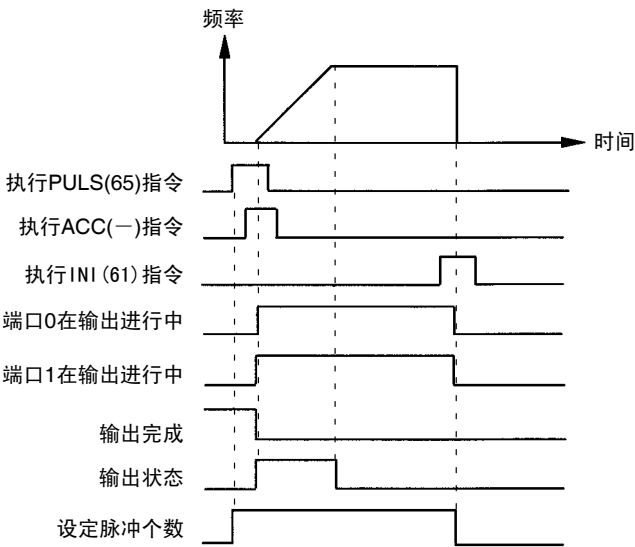 频率
时间
执行PULS(65)指令
执行ACC(—)指令
执行INI(61)指令
端口0在输出进行中
端口1在输出进行中
输出完成
输出状态
设定脉冲个数